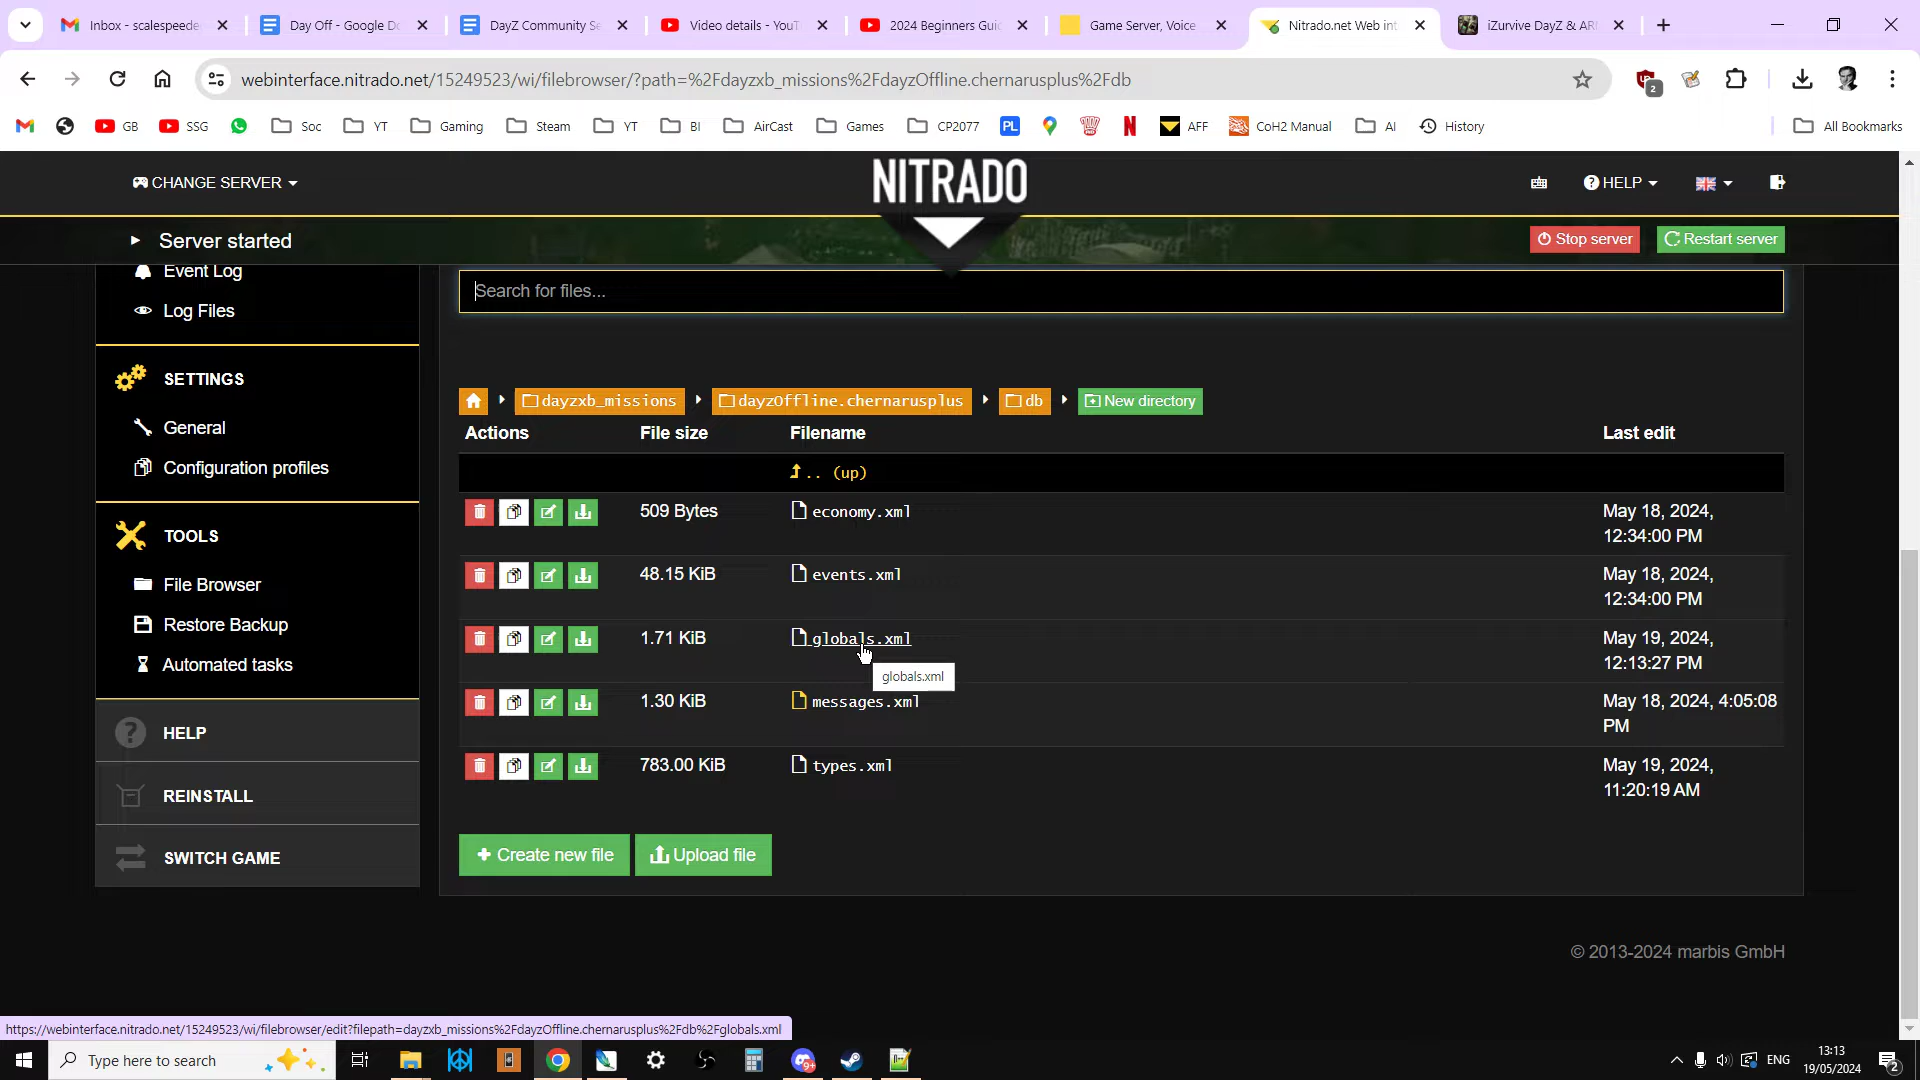 Inbox - scalespeede
Day Off - Google Do
DayZ Community Se
Video details - YouT
2024 Beginners Guid
Game Server, Voice
Nitrado.net Web int
iZurvive DayZ & AR
webinterface.nitrado.net/15249523/wi/filebrowser/?path=%2Fdayzxb_missions%2FdayzOffline.chernarusplus%2Fdb
2
GB
SSG
Soc
YT
Gaming
Steam
YT
BI
AirCast
Games
CP2077
PL
AFF
CoH2 Manual
AI
History
All Bookmarks
CHANGE SERVER
NITRADO
HELP
Server started
Stop server
Restart server
Event Log
Log Files
SETTINGS
General
Configuration profiles
TOOLS
File Browser
Restore Backup
Automated tasks
HELP
REINSTALL
SWITCH GAME
Search for files...
dayzxb_missions
dayzOffline.chernarusplus
db
New directory
Actions File size Filename Last edit
.. (up)
509 Bytes economy.xml May 18, 2024,
12:34:00 PM
48.15 KiB events.xml May 18, 2024,
12:34:00 PM
1.71 KiB globals.xml May 19, 2024,
12:13:27 PM
globals.xml
1.30 KiB messages.xml May 18, 2024, 4:05:08
PM
783.00 KiB types.xml May 19, 2024,
11:20:19 AM
Create new file
Upload file
© 2013-2024 marbis GmbH
https://webinterface.nitrado.net/15249523/wi/filebrowser/edit?filepath=dayzxb_missions%2FdayzOffline.chernarusplus%2Fdb%2Fglobals.xml
Type here to search
9+
ENG
13:13
19/05/2024
2